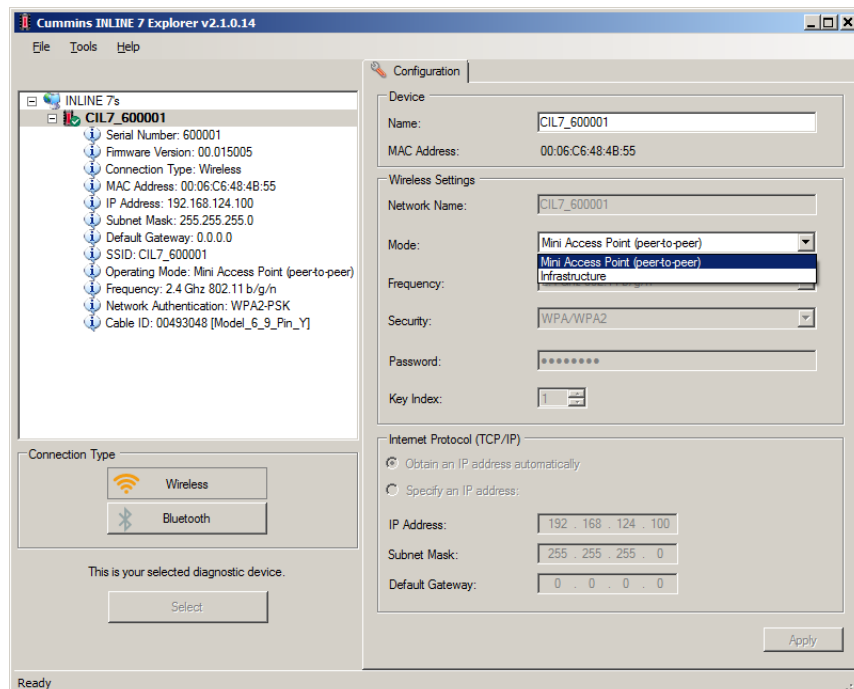 Cummins INLINE 7 Explorer v2.1.0.14
File Tools Help
INLINE 7's
CIL7_600001
Serial Number: 600001
Firmware Version: 00.015005
Connection Type: Wireless
MAC Address: 00:06:C6:48:4B:55
IP Address: 192.168.124.100
Subnet Mask: 255.255.255.0
Default Gateway: 0.0.0.0
SSID: CIL7_600001
Operating Mode: Mini Access Point (peer-to-peer)
Frequency: 2.4 Ghz 802.11 b/g/n
Network Authentication: WPA2-PSK
Cable ID: 00493048 [Model_6_9_Pin_Y]
Connection Type
Wireless
Bluetooth
This is your selected diagnostic device.
Select
Configuration
Device
Name: CIL7_600001
MAC Address: 00:06:C6:48:4B:55
Wireless Settings
Network Name: CIL7_600001
Mode: Mini Access Point (peer-to-peer)
Mini Access Point (peer-to-peer)
Infrastructure
Frequency:
Security: WPA/WPA2
Password: ●●●●●●●●
Key Index: 1
Internet Protocol (TCP/IP)
Obtain an IP address automatically
Specify an IP address:
IP Address: 192 . 168 . 124 . 100
Subnet Mask: 255 . 255 . 255 . 0
Default Gateway: 0 . 0 . 0 . 0
Apply
Ready